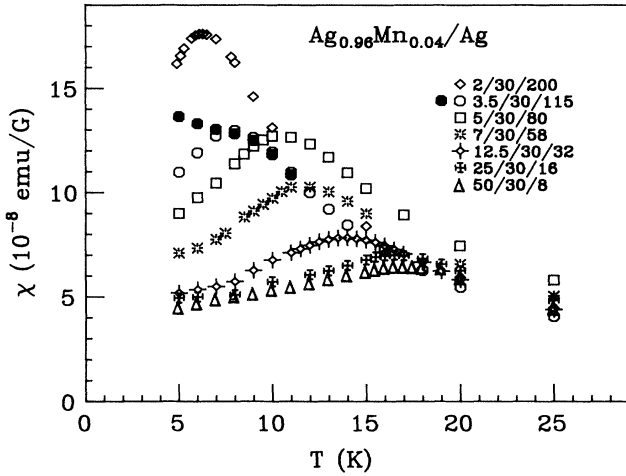 Ag0.96Mn0.04/Ag
2/30/200
3.5/30/115
5/30/80
7/30/58
12.5/30/32
25/30/16
50/30/8
χ (10-8 emu/G)
15
10
5
0
0 5 10 15 20 25
T (K)